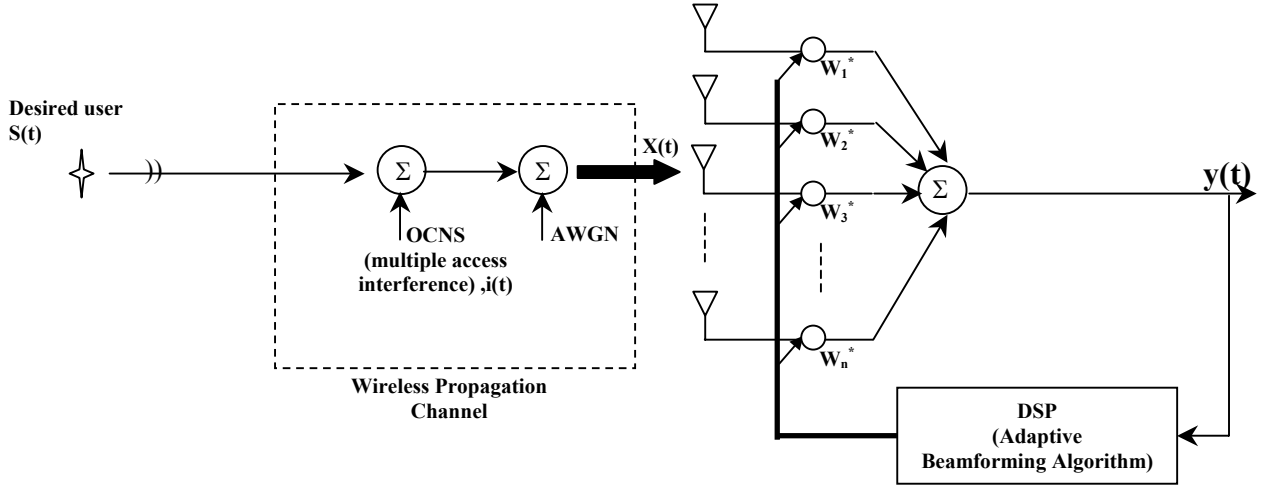 Desired user
S(t)
))
Σ
Σ
OCNS
(multiple access
interference) ,i(t)
AWGN
Wireless Propagation
Channel
X(t)
W1*
W2*
W3*
Wn*
Σ
y(t)
DSP
(Adaptive
Beamforming Algorithm)